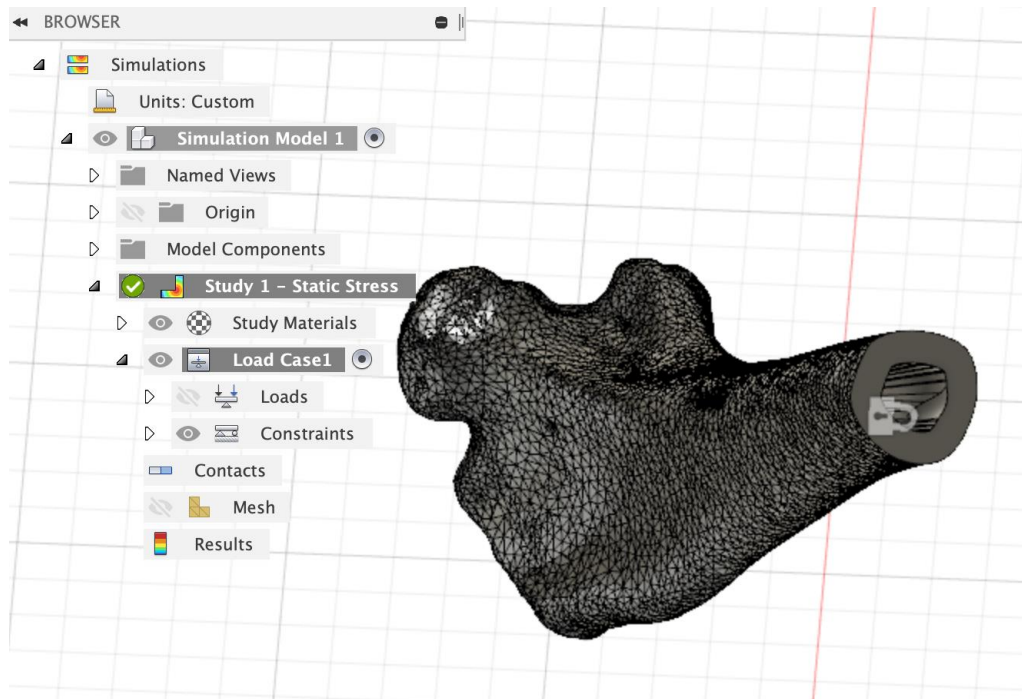 BROWSER
Simulations
Units: Custom
Simulation Model 1
Named Views
Origin
Model Components
Study 1 – Static Stress
Study Materials
Load Case1
Loads
Constraints
Contacts
Mesh
Results